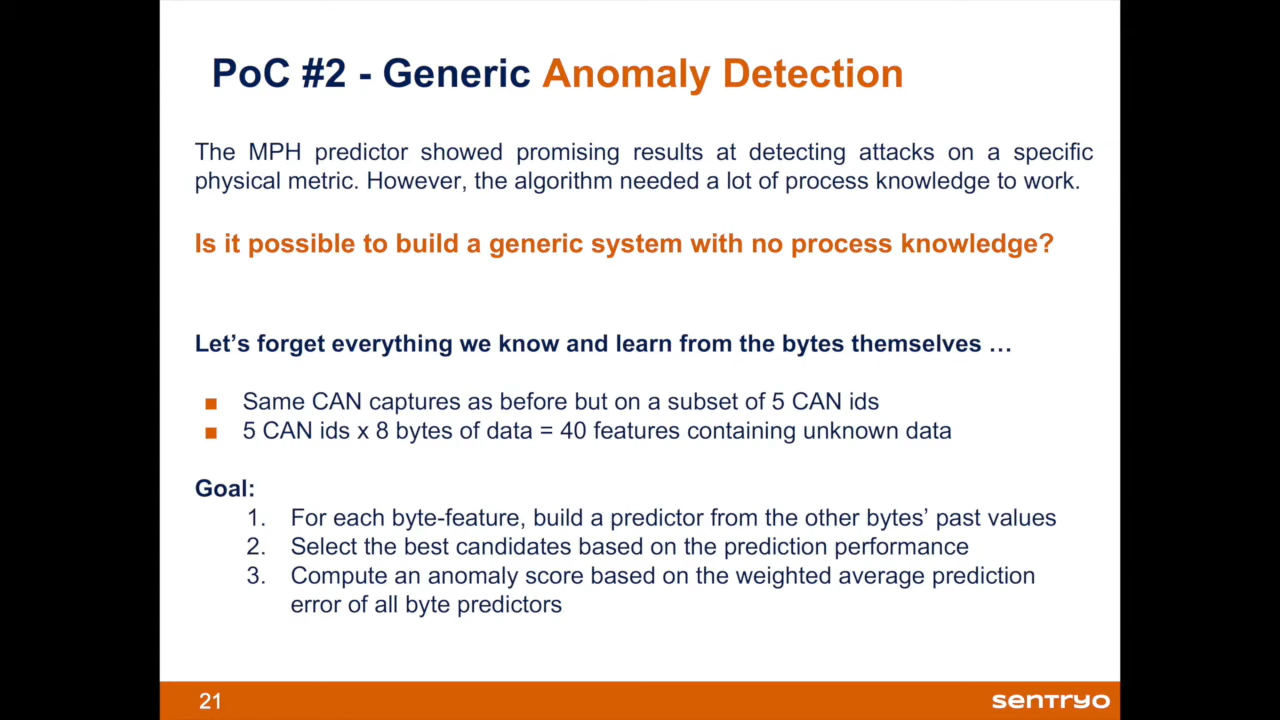 PoC #2 - Generic Anomaly Detection
The MPH predictor showed promising results at detecting attacks on a specific
physical metric. However, the algorithm needed a lot of process knowledge to work.
Is it possible to build a generic system with no process knowledge?
Let's forget everything we know and learn from the bytes themselves …
■ Same CAN captures as before but on a subset of 5 CAN ids
■ 5 CAN ids x 8 bytes of data = 40 features containing unknown data
Goal:
1. For each byte-feature, build a predictor from the other bytes' past values
2. Select the best candidates based on the prediction performance
3. Compute an anomaly score based on the weighted average prediction
error of all byte predictors
21
sentryo